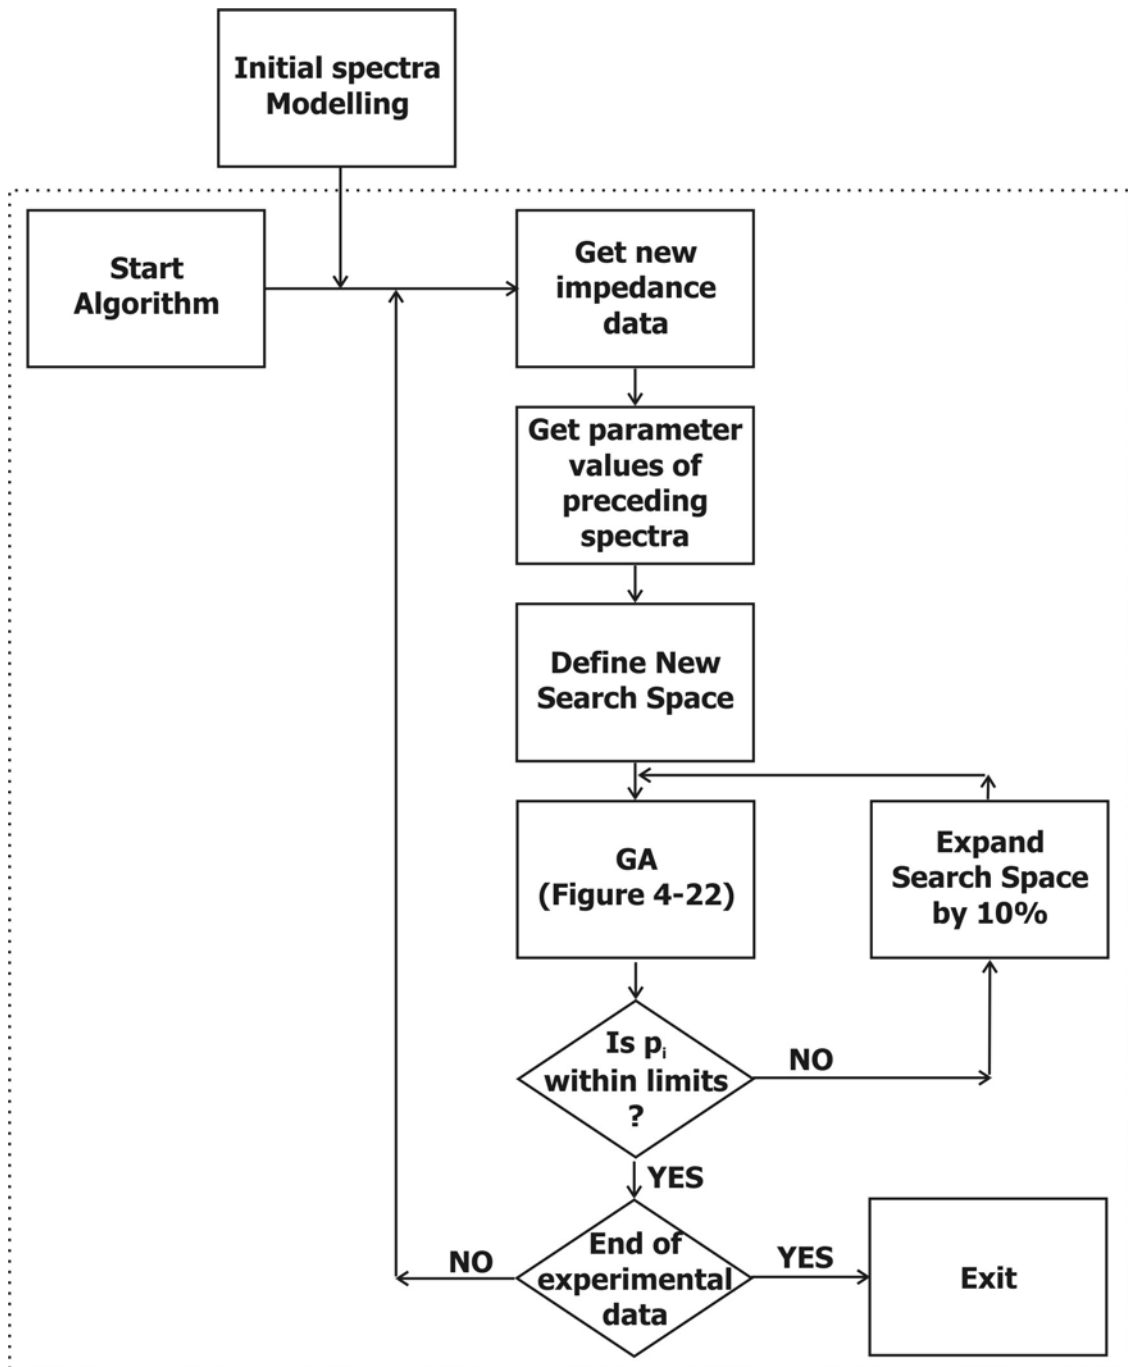 Initial spectra
Modelling
Start
Algorithm
Get new
impedance
data
Get parameter
values of
preceding
spectra
Define New
Search Space
GA
(Figure 4-22)
Expand
Search Space
by 10%
Is pᵢ
within limits
?
NO
YES
End of
experimental
data
NO
YES
Exit